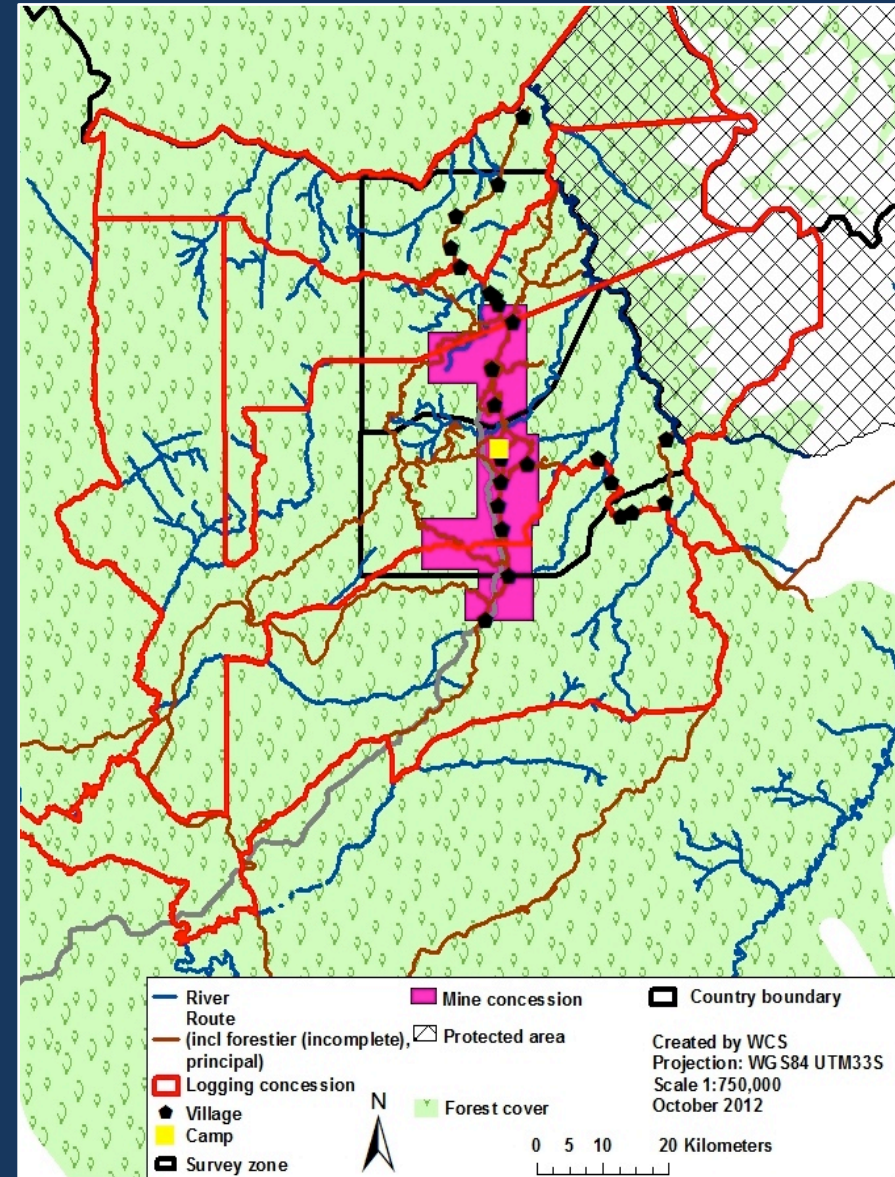 River
Route
(incl forestier (incomplete),
principal)
Logging concession
Village
Camp
Survey zone
Mine concession
Protected area
N
Forest cover
Country boundary
Created by WCS
Projection: WGS84 UTM33S
Scale 1:750,000
October 2012
0 5 10 20 Kilometers